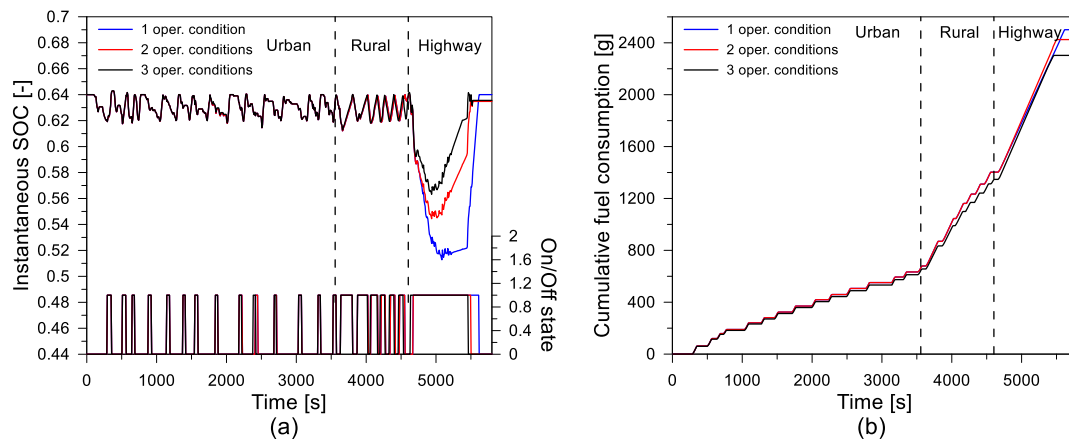 0.7
0.68
0.66
0.64
0.62
0.6
0.58
0.56
0.54
0.52
0.5
0.48
0.46
0.44
Instantaneous SOC [-]
1 oper. condition
2 oper. conditions
3 oper. conditions
Urban
Rural
Highway
2
1.6
1.2
0.8
0.4
0
On/Off state
0 1000 2000 3000 4000 5000
Time [s]
(a)
2400
2000
1600
1200
800
400
0
Cumulative fuel consumption [g]
1 oper. condition
2 oper. conditions
3 oper. conditions
Urban
Rural
Highway
0 1000 2000 3000 4000 5000
Time [s]
(b)